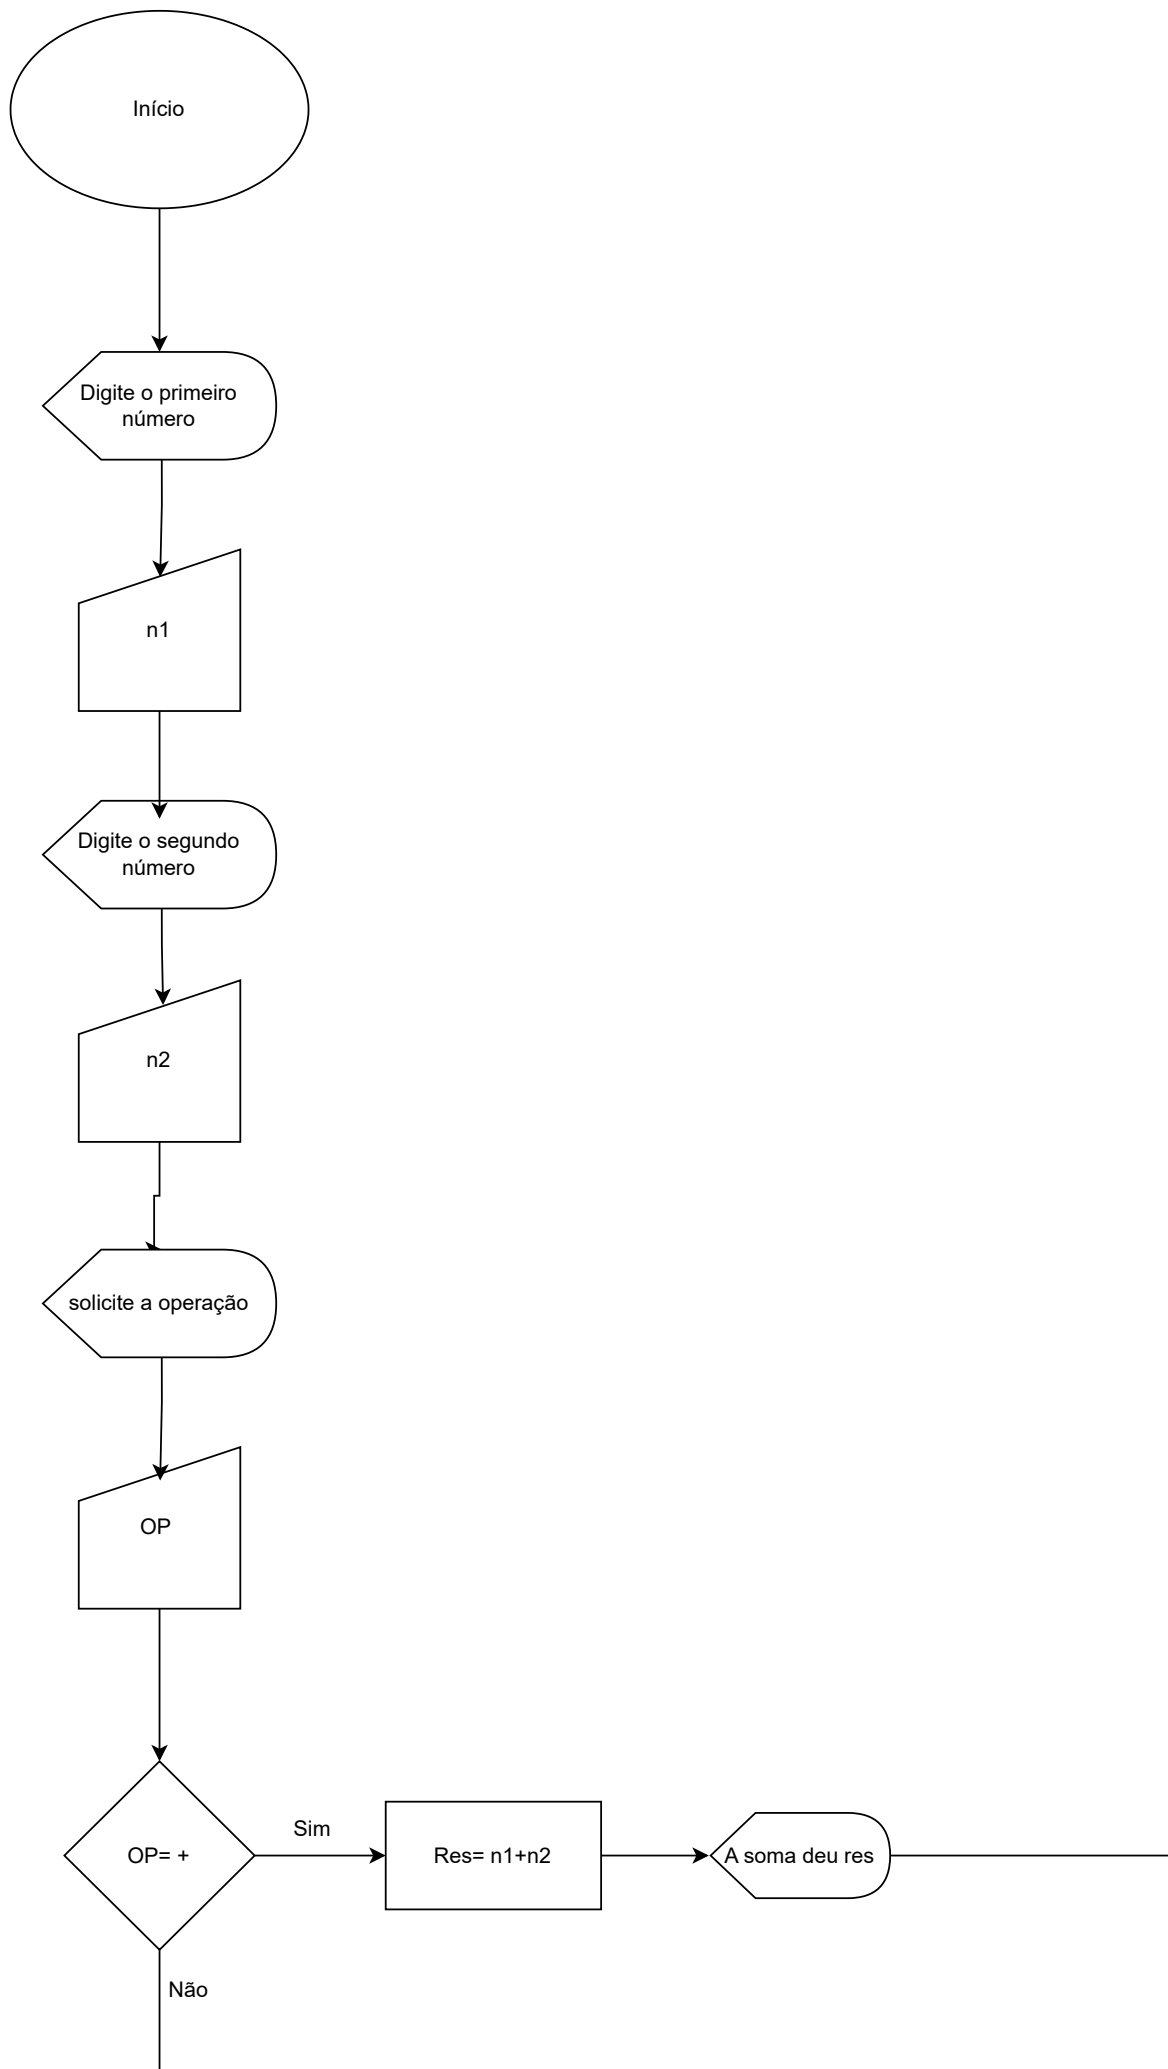 Início
Digite o primeiro
número
n1
Digite o segundo
número
n2
solicite a operação
OP
OP= +
Sim
Res= n1+n2
A soma deu res
Não